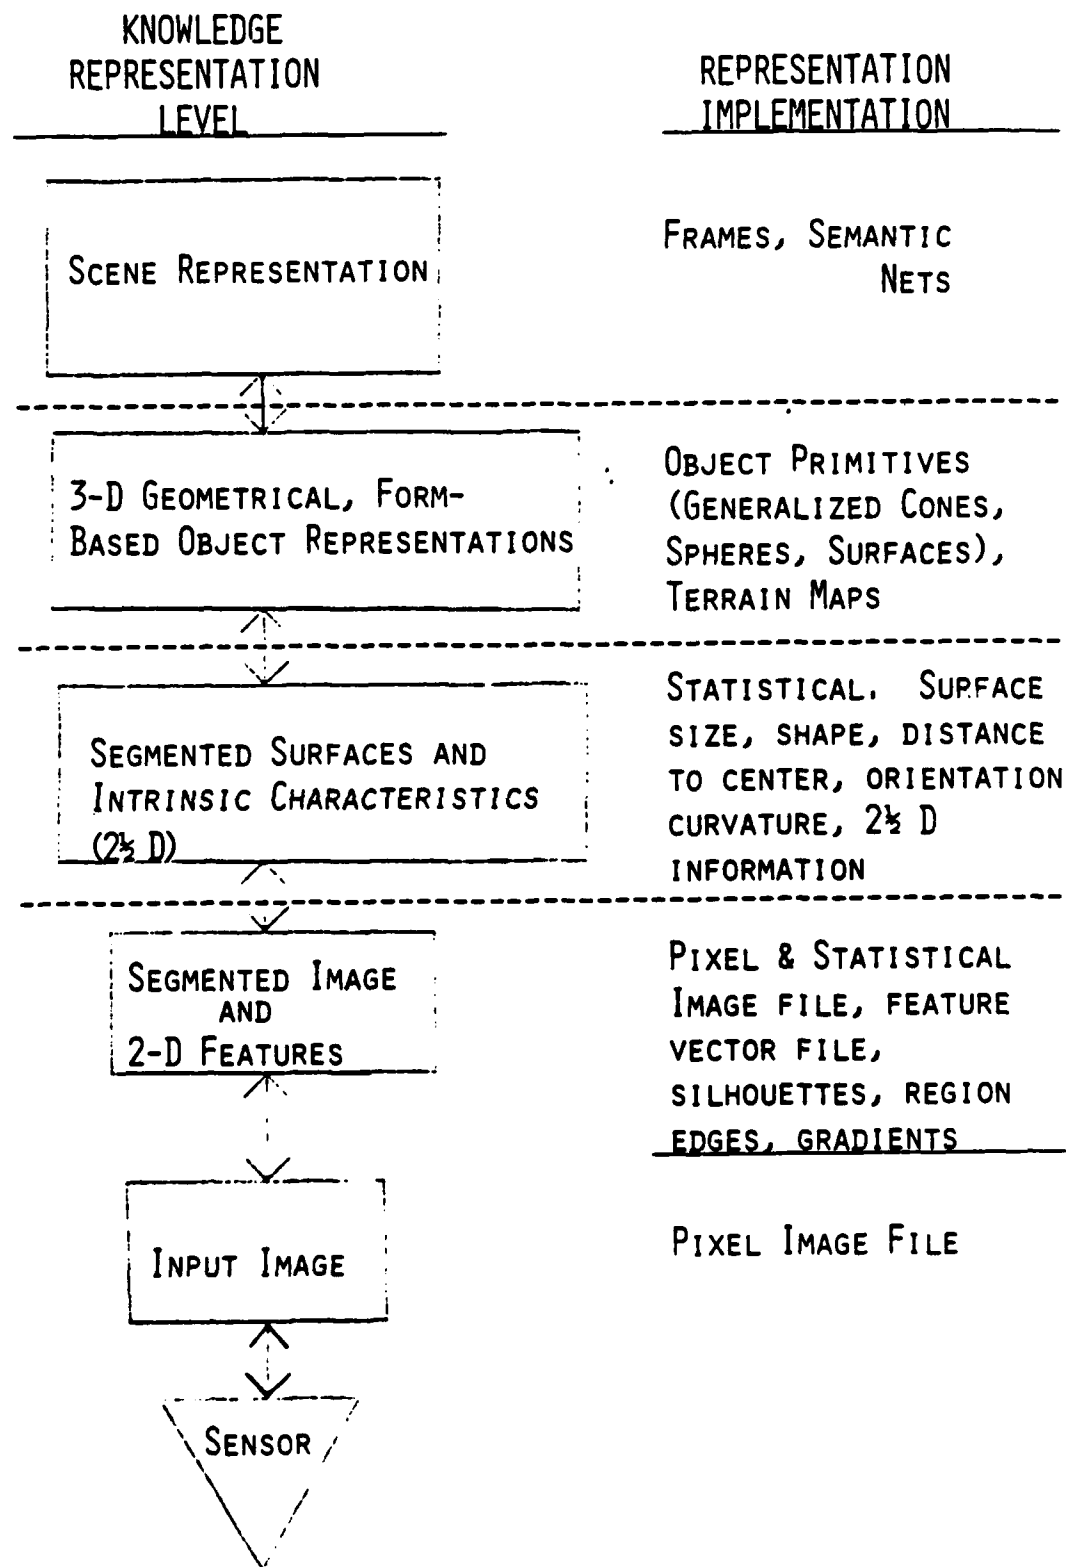 KNOWLEDGE
REPRESENTATION
LEVEL
REPRESENTATION
IMPLEMENTATION
SCENE REPRESENTATION
FRAMES, SEMANTIC
NETS
3-D GEOMETRICAL, FORM-
BASED OBJECT REPRESENTATIONS
OBJECT PRIMITIVES
(GENERALIZED CONES,
SPHERES, SURFACES),
TERRAIN MAPS
SEGMENTED SURFACES AND
INTRINSIC CHARACTERISTICS
(2½ D)
STATISTICAL. SURFACE
SIZE, SHAPE, DISTANCE
TO CENTER, ORIENTATION
CURVATURE, 2½ D
INFORMATION
SEGMENTED IMAGE
AND
2-D FEATURES
PIXEL & STATISTICAL
IMAGE FILE, FEATURE
VECTOR FILE,
SILHOUETTES, REGION
EDGES, GRADIENTS
INPUT IMAGE
PIXEL IMAGE FILE
SENSOR